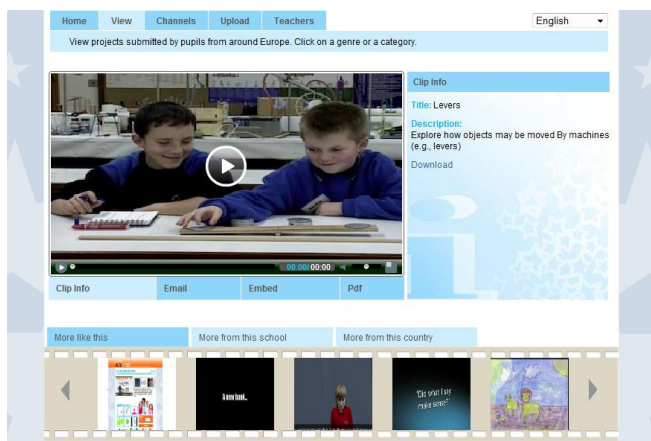 Home View Channels Upload Teachers English
View projects submitted by pupils from around Europe. Click on a genre or a category.
Clip Info
Title: Levers
Description:
Explore how objects may be moved By machines
(e.g., levers)
Download
00:00/00:00
Clip Info Email Embed Pdf
More like this More from this school More from this country
A new book...
"Did what I say
make sense?"